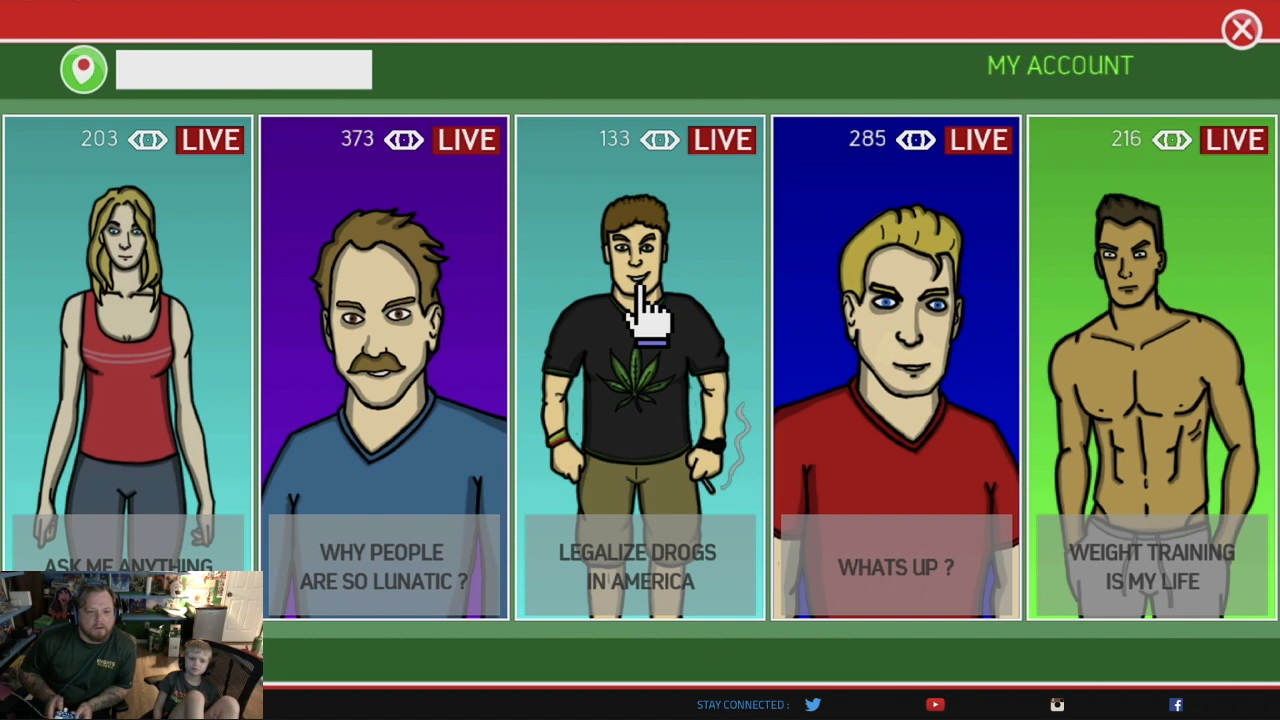 MY ACCOUNT
203 LIVE
373 LIVE
133 LIVE
285 LIVE
216 LIVE
ASK ME ANYTHING
WHY PEOPLE
ARE SO LUNATIC ?
LEGALIZE DROGS
IN AMERICA
WHATS UP ?
WEIGHT TRAINING
IS MY LIFE
STAY CONNECTED :